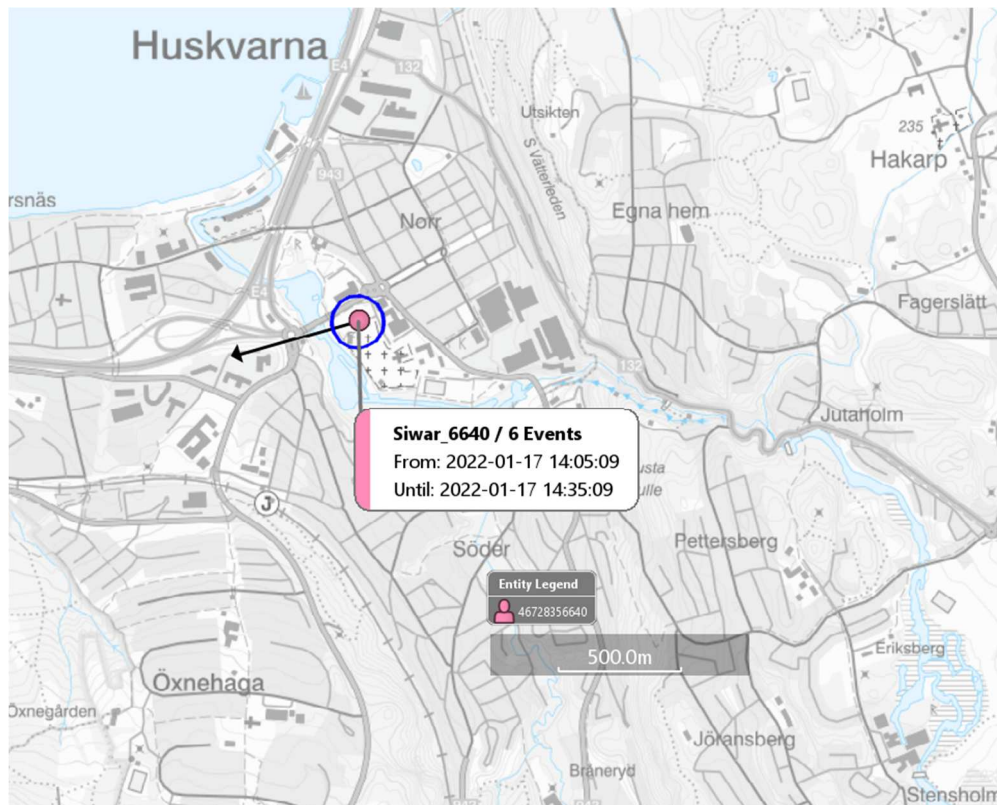 Huskvarna
E4
132
Utsikten
S Vätterleden
235
Hakarp
943
rsnäs
Norr
Egna hem
E4
Fagerslätt
132
Jutaholm
Siwar_6640 / 6 Events
From: 2022-01-17 14:05:09
Until: 2022-01-17 14:35:09
usta
ulle
J
Söder
Pettersberg
Entity Legend
46728356640
500.0m
Eriksberg
Öxnehaga
Öxnegården
Jöransberg
Bråneryd
Stensholm